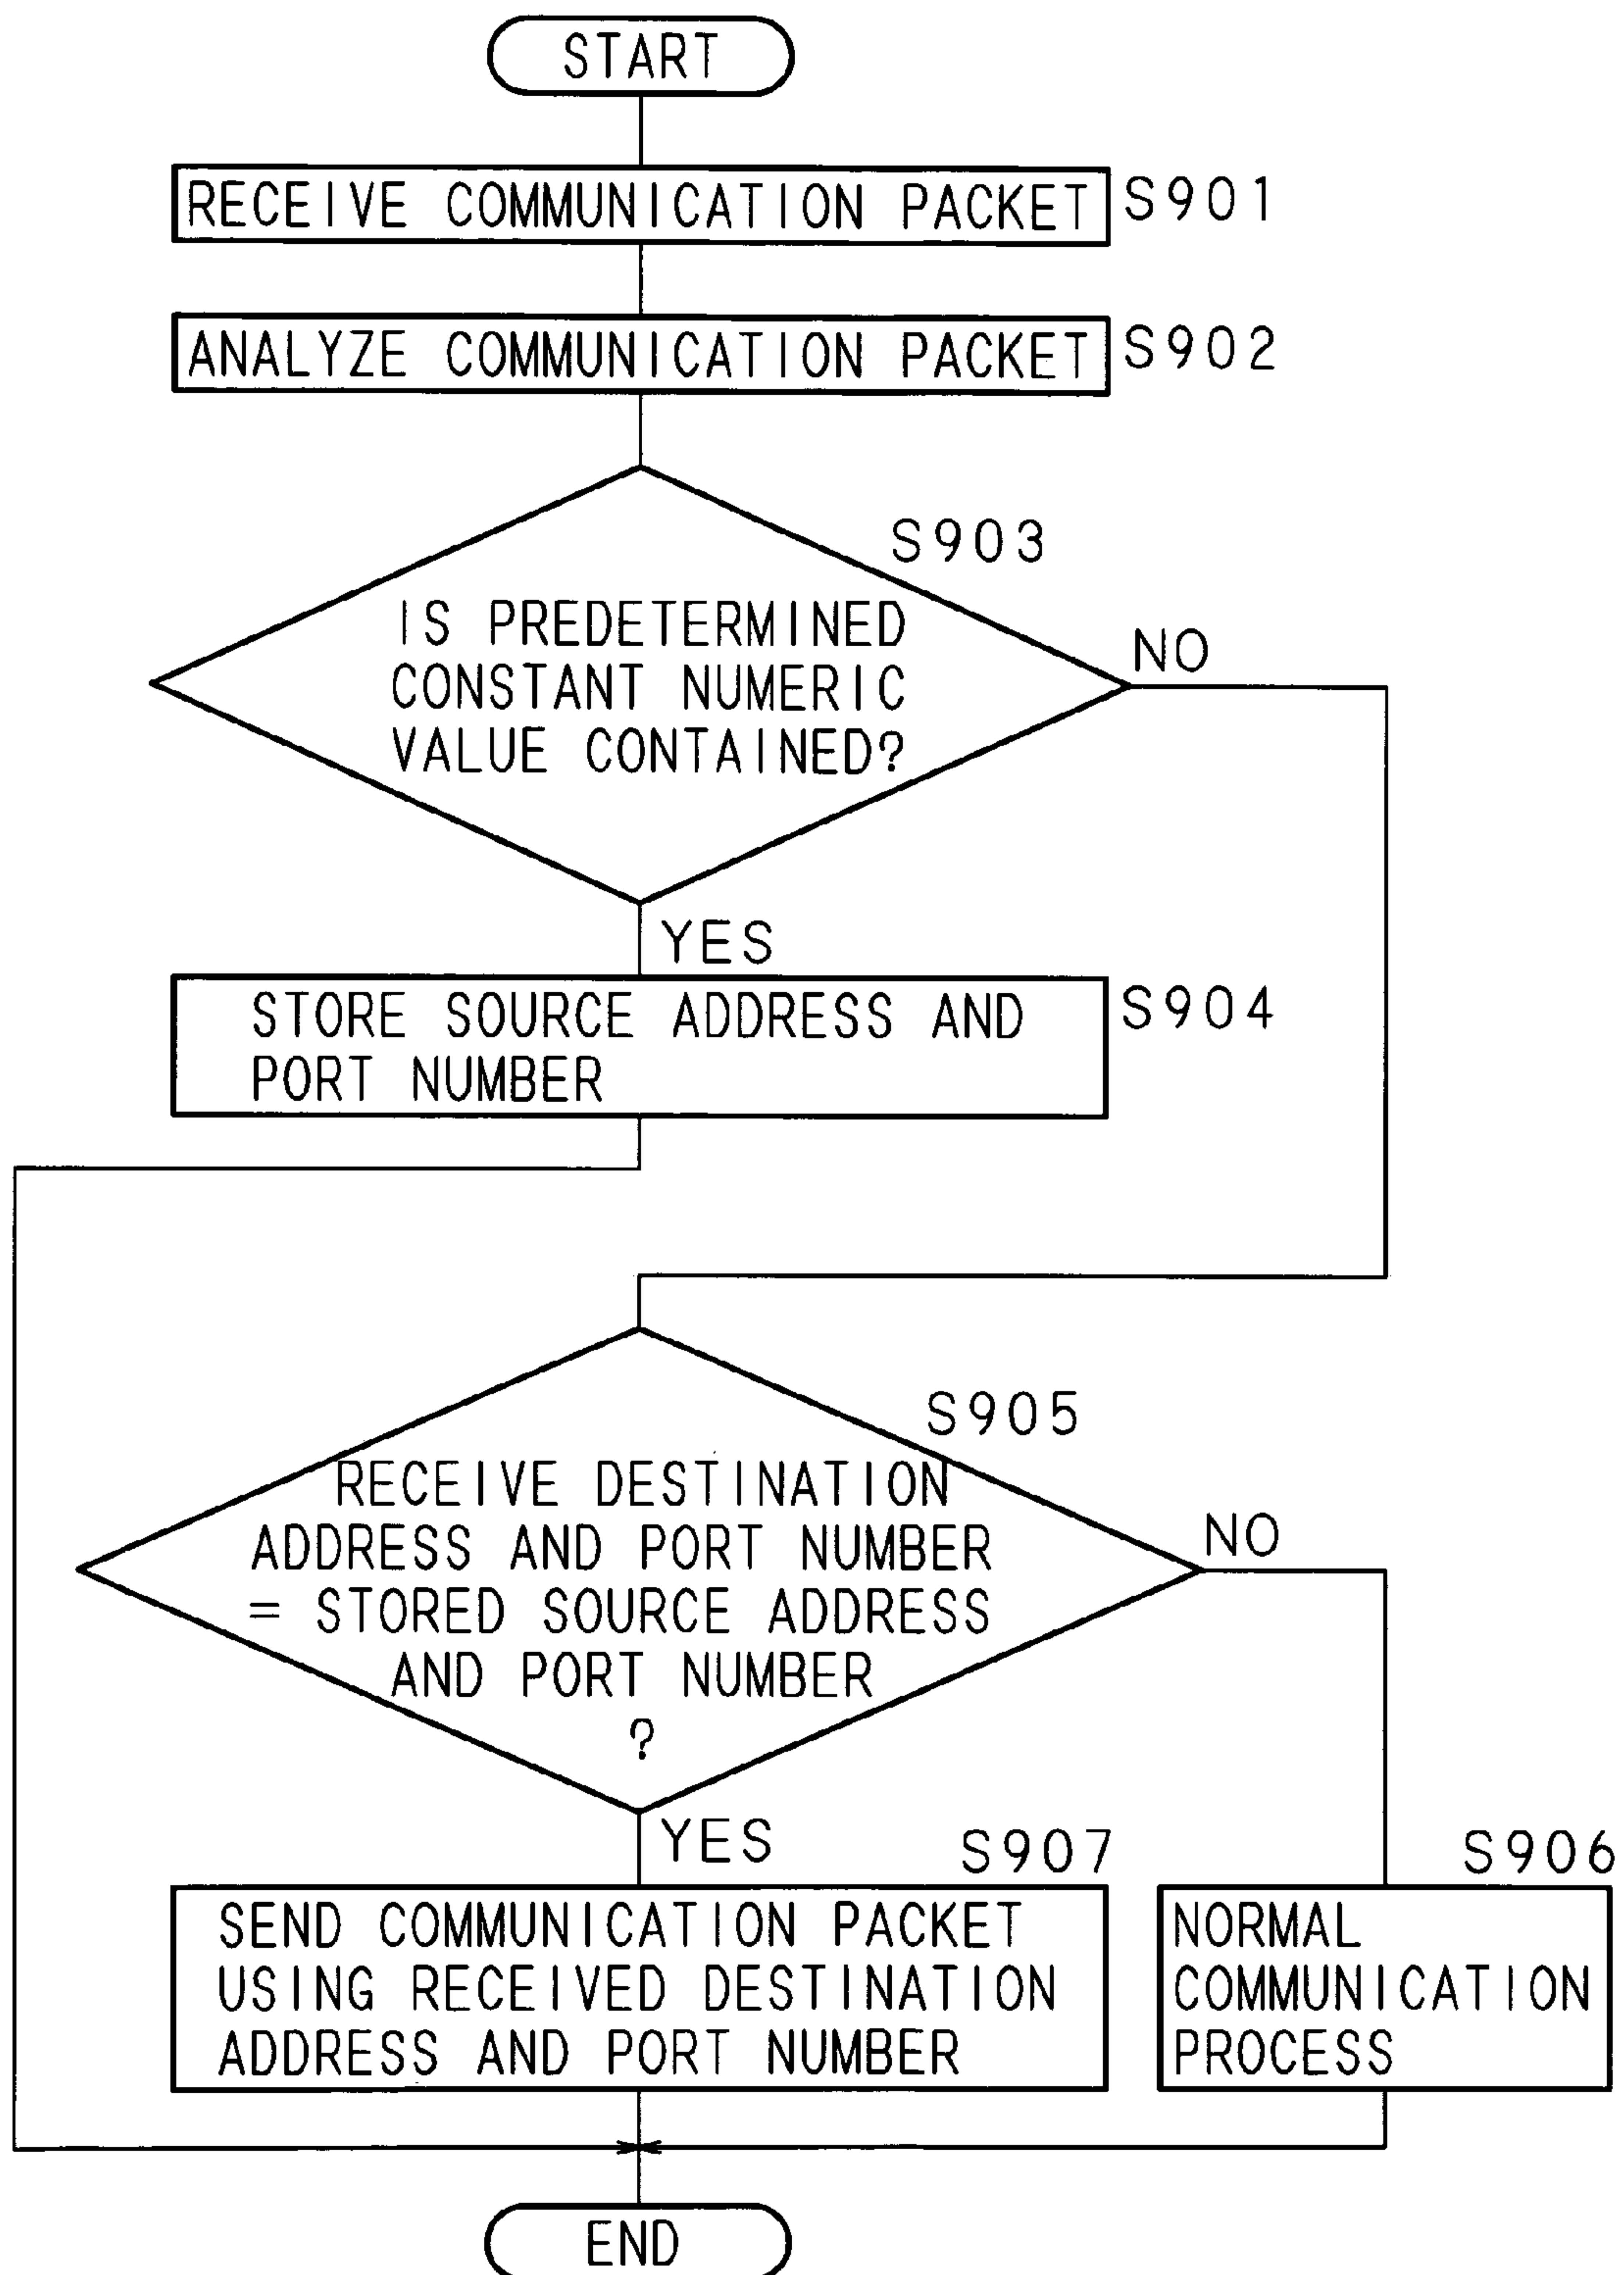 START
RECEIVE COMMUNICATION PACKET
S901
ANALYZE COMMUNICATION PACKET
S902
S903
IS PREDETERMINED
CONSTANT NUMERIC
VALUE CONTAINED?
NO
YES
STORE SOURCE ADDRESS AND
PORT NUMBER
S904
S905
RECEIVE DESTINATION
ADDRESS AND PORT NUMBER
= STORED SOURCE ADDRESS
AND PORT NUMBER
?
NO
YES
S907
SEND COMMUNICATION PACKET
USING RECEIVED DESTINATION
ADDRESS AND PORT NUMBER
S906
NORMAL
COMMUNICATION
PROCESS
END